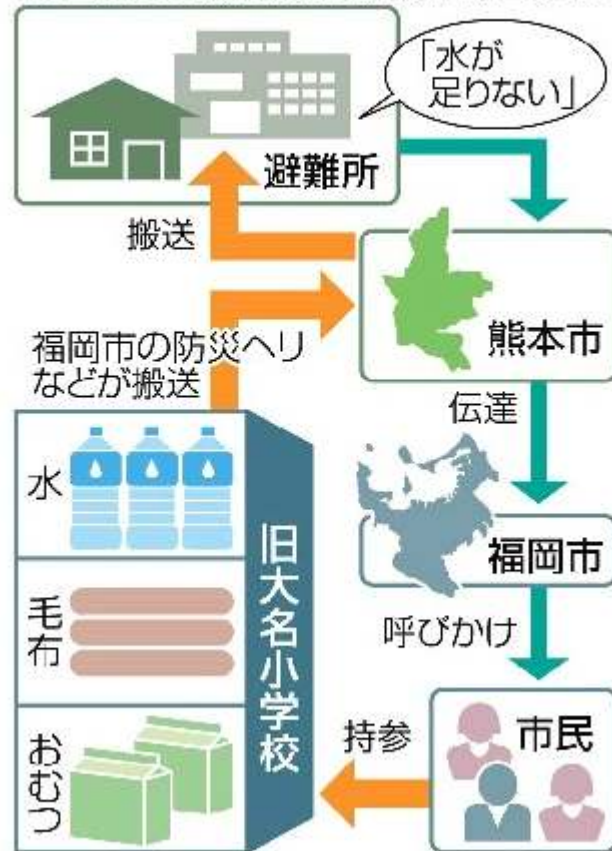 「水が
足りない」
避難所
搬送
熊本市
福岡市の防災ヘリ
などが搬送
伝達
水
福岡市
毛布
旧大名小学校
呼びかけ
おむつ
持参
市民